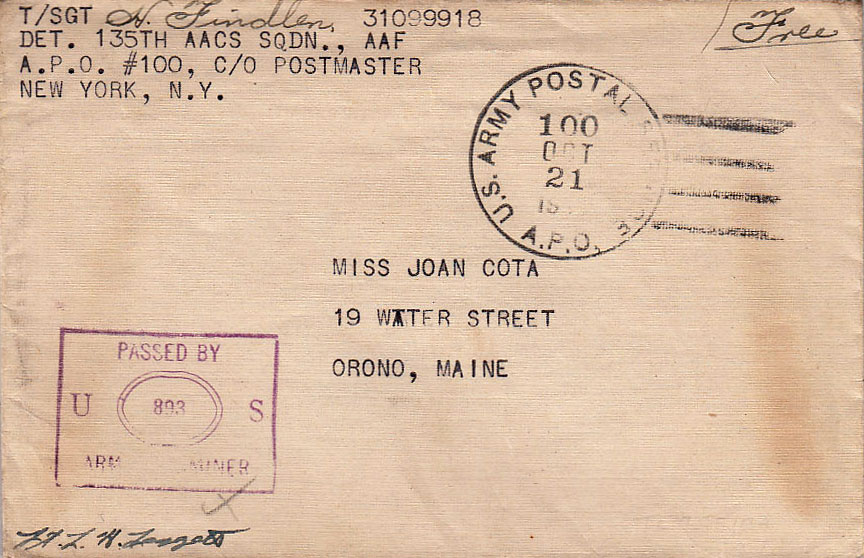 T/SGT H. Findlen, 31099918
DET. 135TH AACS SQDN., AAF
A.P.O. #100, C/O POSTMASTER
NEW YORK, N.Y.
Free
U.S. ARMY POSTAL
100
OCT
21
A.P.O.
MISS JOAN COTA
19 WATER STREET
ORONO, MAINE
PASSED BY
U 893 S